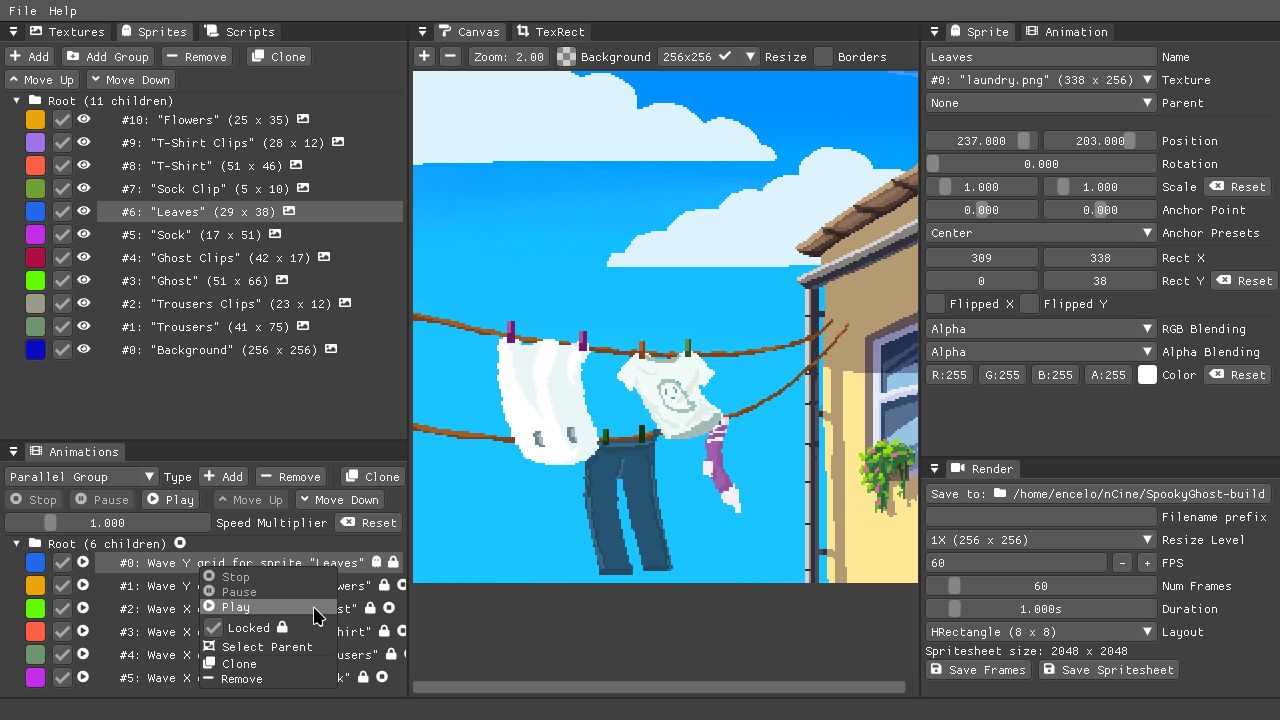 File Help
Textures Sprites Scripts
Add Add Group Remove Clone
Move Up Move Down
Root (11 children)
#10: "Flowers" (25 x 35)
#9: "T-Shirt Clips" (28 x 12)
#8: "T-Shirt" (51 x 46)
#7: "Sock Clip" (5 x 10)
#6: "Leaves" (29 x 38)
#5: "Sock" (17 x 51)
#4: "Ghost Clips" (42 x 17)
#3: "Ghost" (51 x 66)
#2: "Trousers Clips" (23 x 12)
#1: "Trousers" (41 x 75)
#0: "Background" (256 x 256)
Animations
Parallel Group Type Add Remove Clone
Stop Pause Play Move Up Move Down
1.000 Speed Multiplier Reset
Root (6 children)
#0: Wave Y grid for sprite "Leaves"
#1: Wave Y wers"
#2: Wave X st"
#3: Wave X hirt"
#4: Wave X users"
#5: Wave X k"
Stop
Pause
Play
Locked
Select Parent
Clone
Remove
Canvas TexRect
+ - Zoom: 2.00 Background 256x256 Resize Borders
Sprite Animation
Leaves Name
#0: "laundry.png" (338 x 256) Texture
None Parent
237.000 203.000 Position
0.000 Rotation
1.000 1.000 Scale Reset
0.000 0.000 Anchor Point
Center Anchor Presets
309 338 Rect X
0 38 Rect Y Reset
Flipped X Flipped Y
Alpha RGB Blending
Alpha Alpha Blending
R:255 G:255 B:255 A:255 Color Reset
Render
Save to: /home/encelo/nCine/SpookyGhost-build
Filename prefix
1X (256 x 256) Resize Level
60 - + FPS
60 Num Frames
1.000s Duration
HRectangle (8 x 8) Layout
Spritesheet size: 2048 x 2048
Save Frames Save Spritesheet